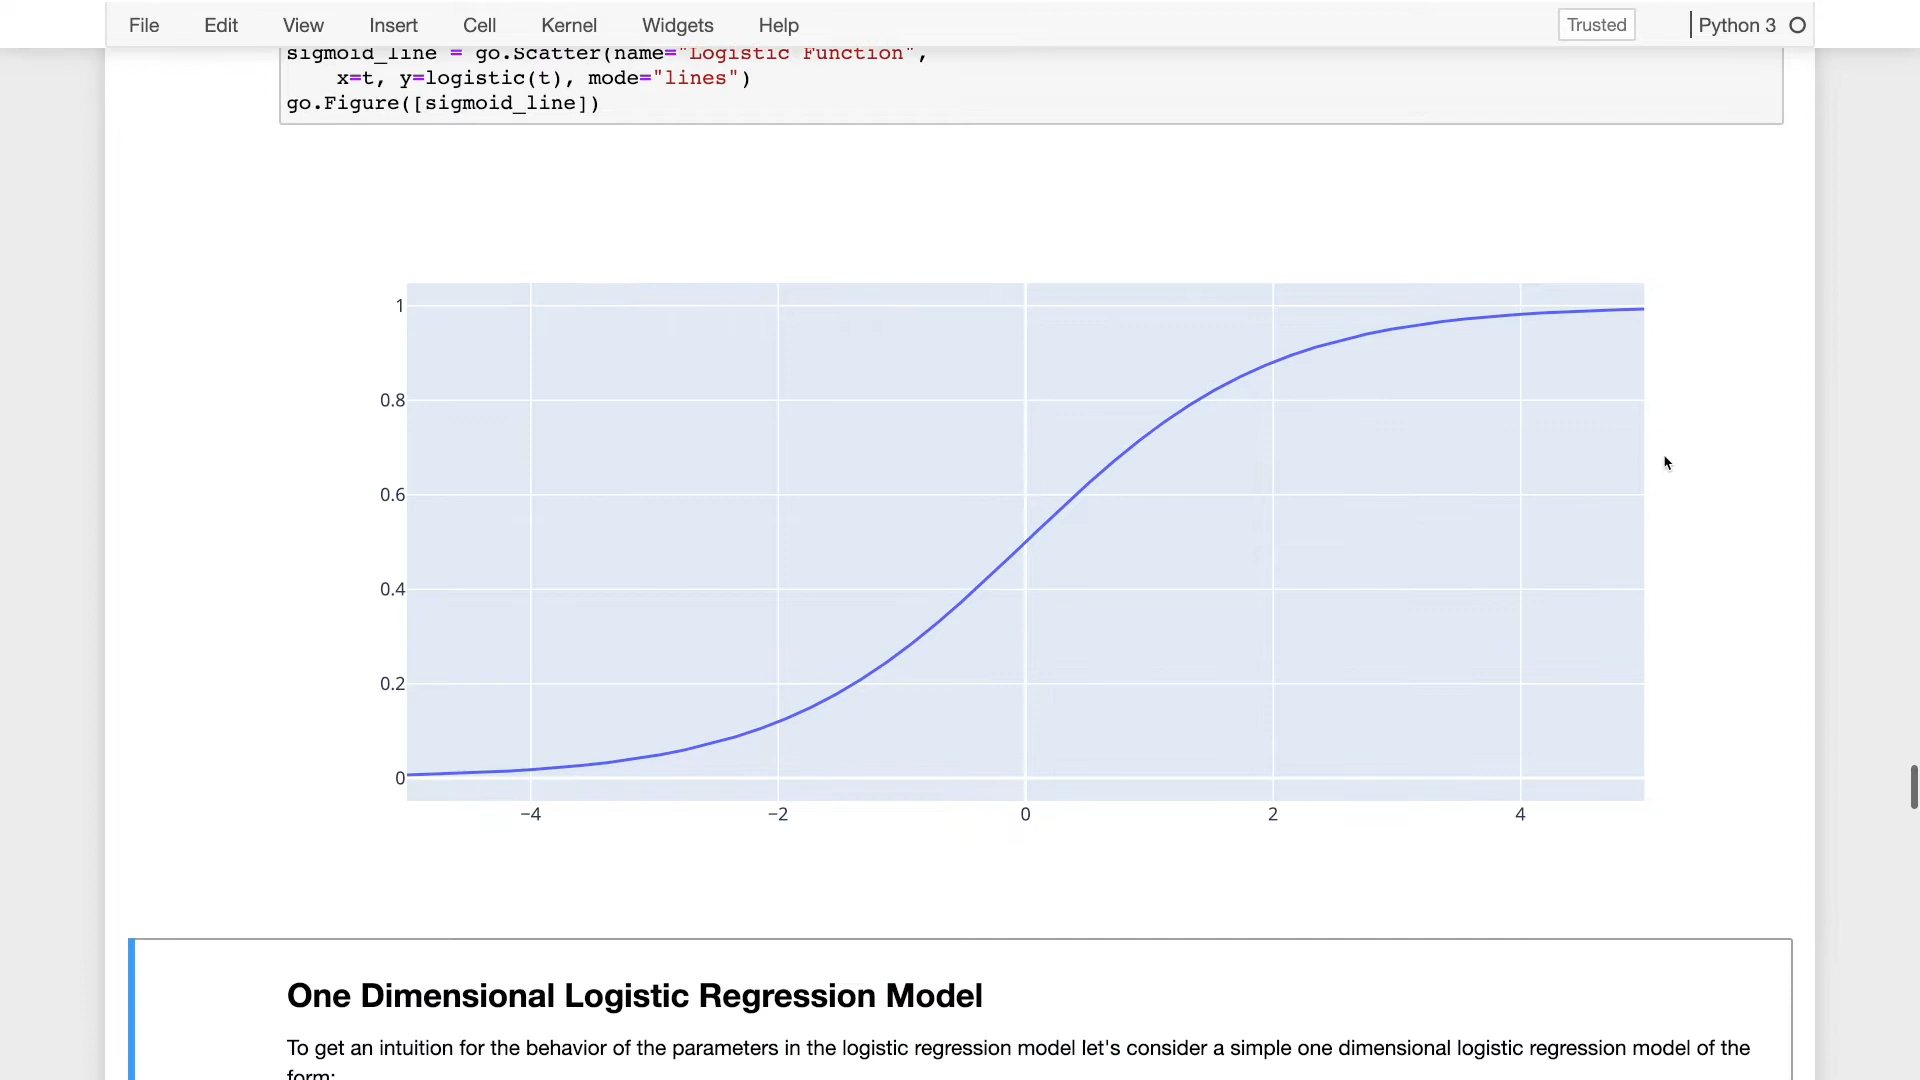 File Edit View Insert Cell Kernel Widgets Help Trusted Python 3
sigmoid_line = go.Scatter(name="Logistic Function",
x=t, y=logistic(t), mode="lines")
go.Figure([sigmoid_line])
1
0.8
0.6
0.4
0.2
0
−4 −2 0 2 4
One Dimensional Logistic Regression Model
To get an intuition for the behavior of the parameters in the logistic regression model let's consider a simple one dimensional logistic regression model of the
form: